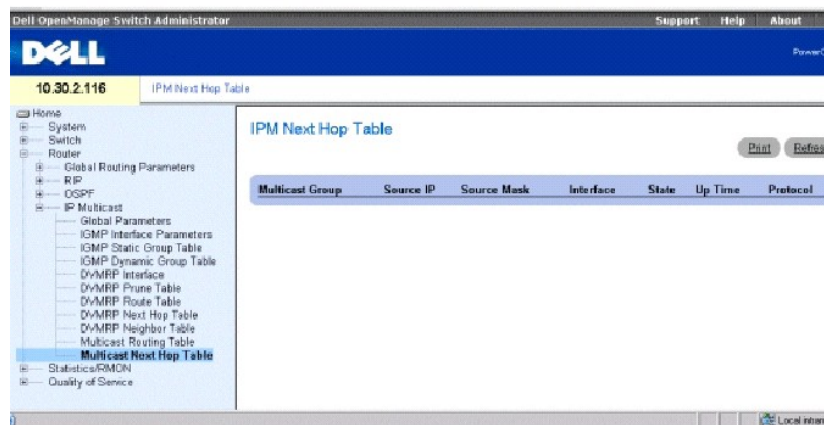 Dell OpenManage Switch Administrator
Support Help About
DELL
10.30.2.116
IPM Next Hop Table
Home
System
Switch
Router
Global Routing Parameters
RIP
OSPF
IP Multicast
Global Parameters
IGMP Interface Parameters
IGMP Static Group Table
IGMP Dynamic Group Table
DVMRP Interface
DVMRP Prune Table
DVMRP Route Table
DVMRP Next Hop Table
DVMRP Neighbor Table
Multicast Routing Table
Multicast Next Hop Table
Statistics/RMON
Quality of Service
IPM Next Hop Table
Print Refres
Multicast Group Source IP Source Mask Interface State Up Time Protocol
Local intran